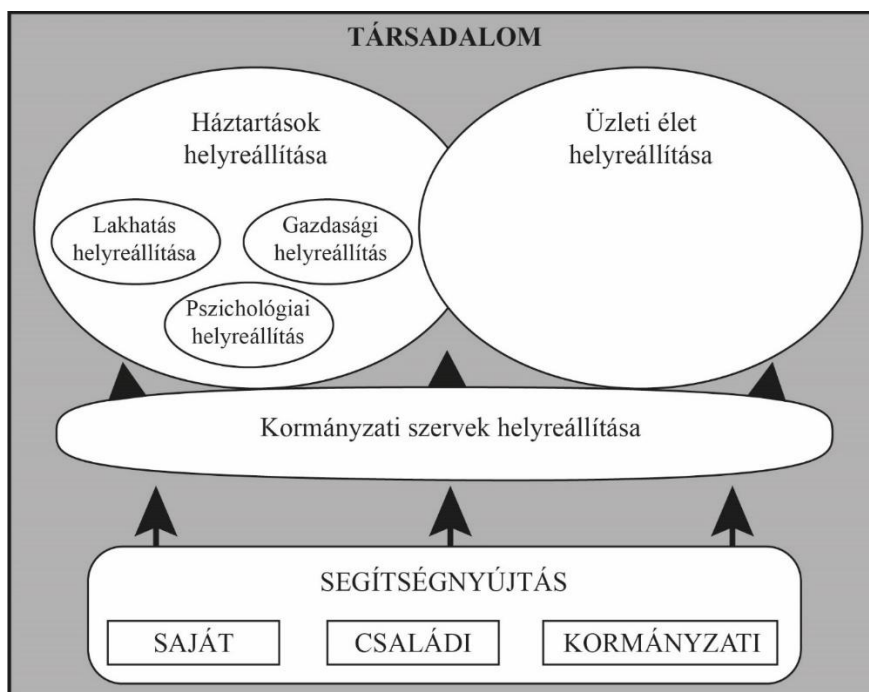 TÁRSADALOM
Háztartások
helyreállítása
Üzleti élet
helyreállítása
Lakhatás
helyreállítása
Gazdasági
helyreállítás
Pszichológiai
helyreállítás
Kormányzati szervek helyreállítása
SEGÍTSÉGNYÚJTÁS
SAJÁT
CSALÁDI
KORMÁNYZATI